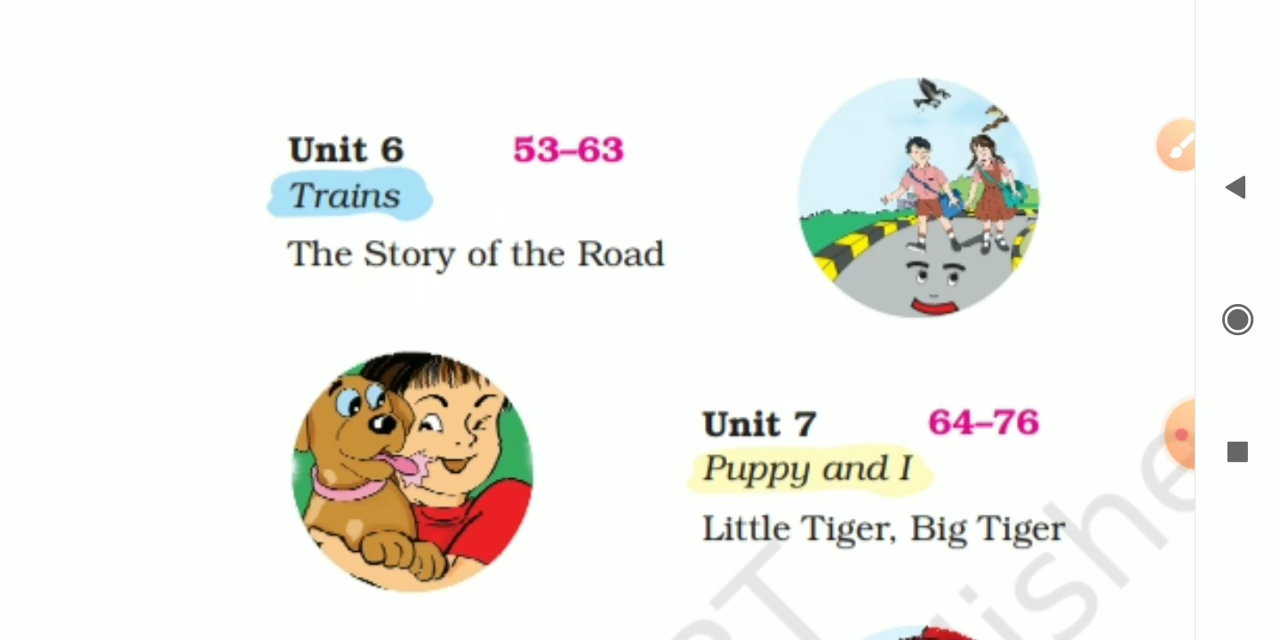 Unit 6 53–63
Trains
The Story of the Road
Unit 7 64–76
Puppy and I
Little Tiger, Big Tiger